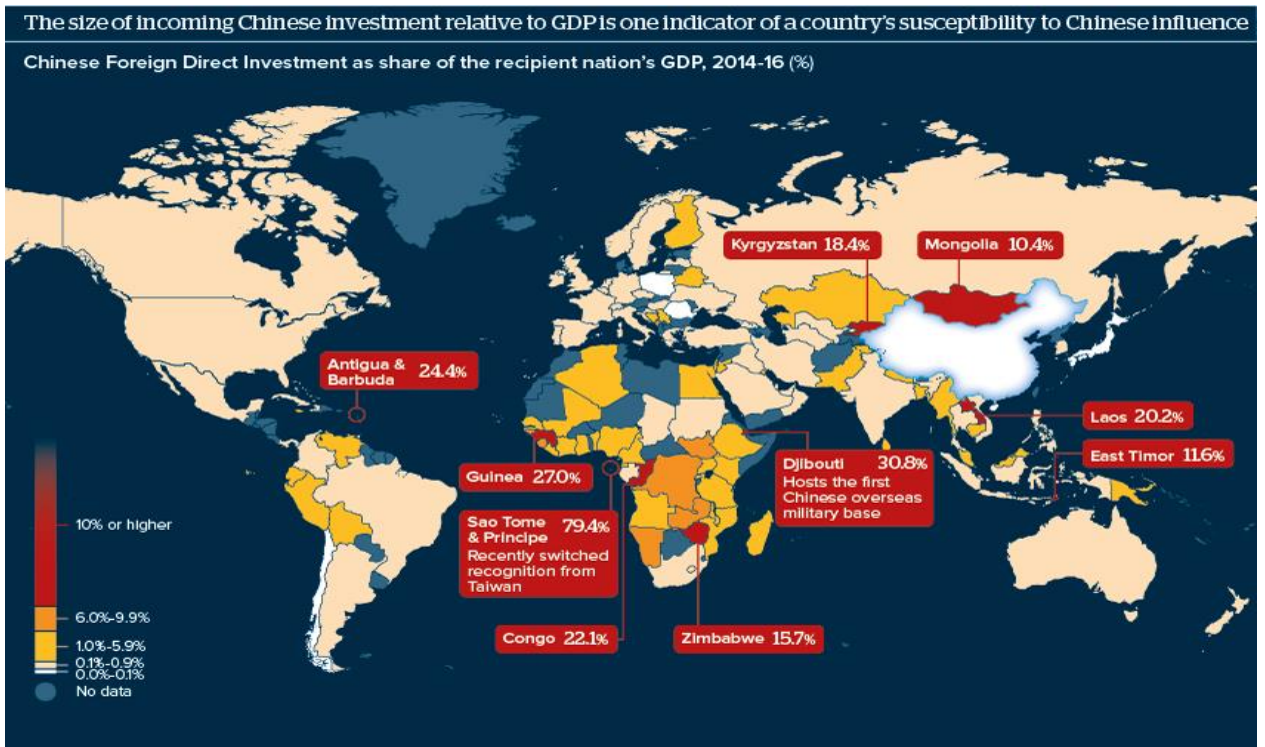 The size of incoming Chinese investment relative to GDP is one indicator of a country's susceptibility to Chinese influence
Chinese Foreign Direct Investment as share of the recipient nation's GDP, 2014-16 (%)
Kyrgyzstan 18.4%
Mongolia 10.4%
Antigua &
Barbuda 24.4%
Laos 20.2%
East Timor 11.6%
Guinea 27.0%
Djibouti 30.8%
Hosts the first
Chinese overseas
military base
Sao Tome
& Principe 79.4%
Recently switched
recognition from
Taiwan
Congo 22.1%
Zimbabwe 15.7%
10% or higher
6.0%-9.9%
1.0%-5.9%
0.1%-0.9%
0.0%-0.1%
No data